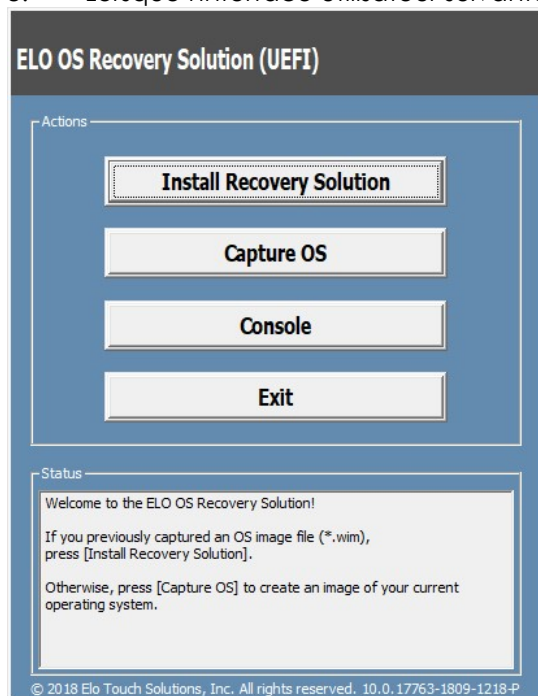 ELO OS Recovery Solution (UEFI)
Actions
Install Recovery Solution
Capture OS
Console
Exit
Status
Welcome to the ELO OS Recovery Solution!
If you previously captured an OS image file (*.wim),
press [Install Recovery Solution].
Otherwise, press [Capture OS] to create an image of your current
operating system.
© 2018 Elo Touch Solutions, Inc. All rights reserved. 10.0.17763-1809-1218-P